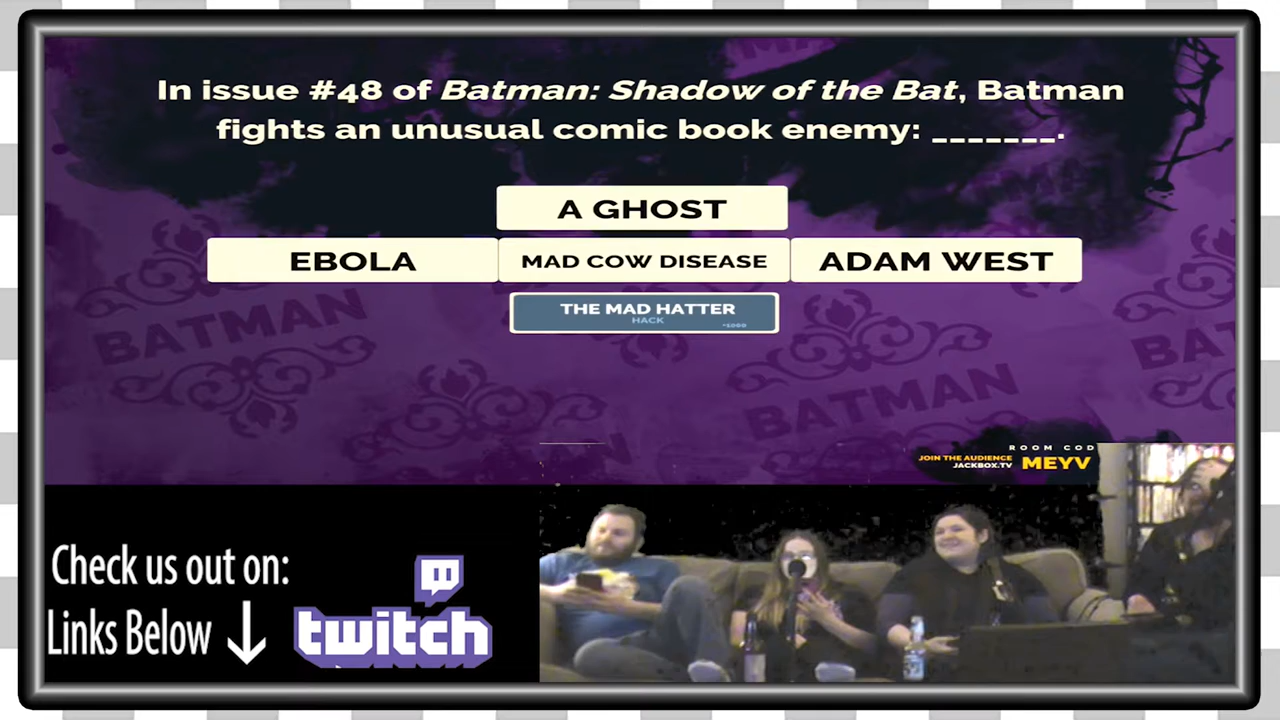 In issue #48 of Batman: Shadow of the Bat, Batman
fights an unusual comic book enemy: _______.
A GHOST
EBOLA
MAD COW DISEASE
ADAM WEST
THE MAD HATTER
HACK
BATMAN
BATMAN
BATMAN
ROOM COD
JOIN THE AUDIENCE
JACKBOX.TV
MEYV
Check us out on:
Links Below
twitch